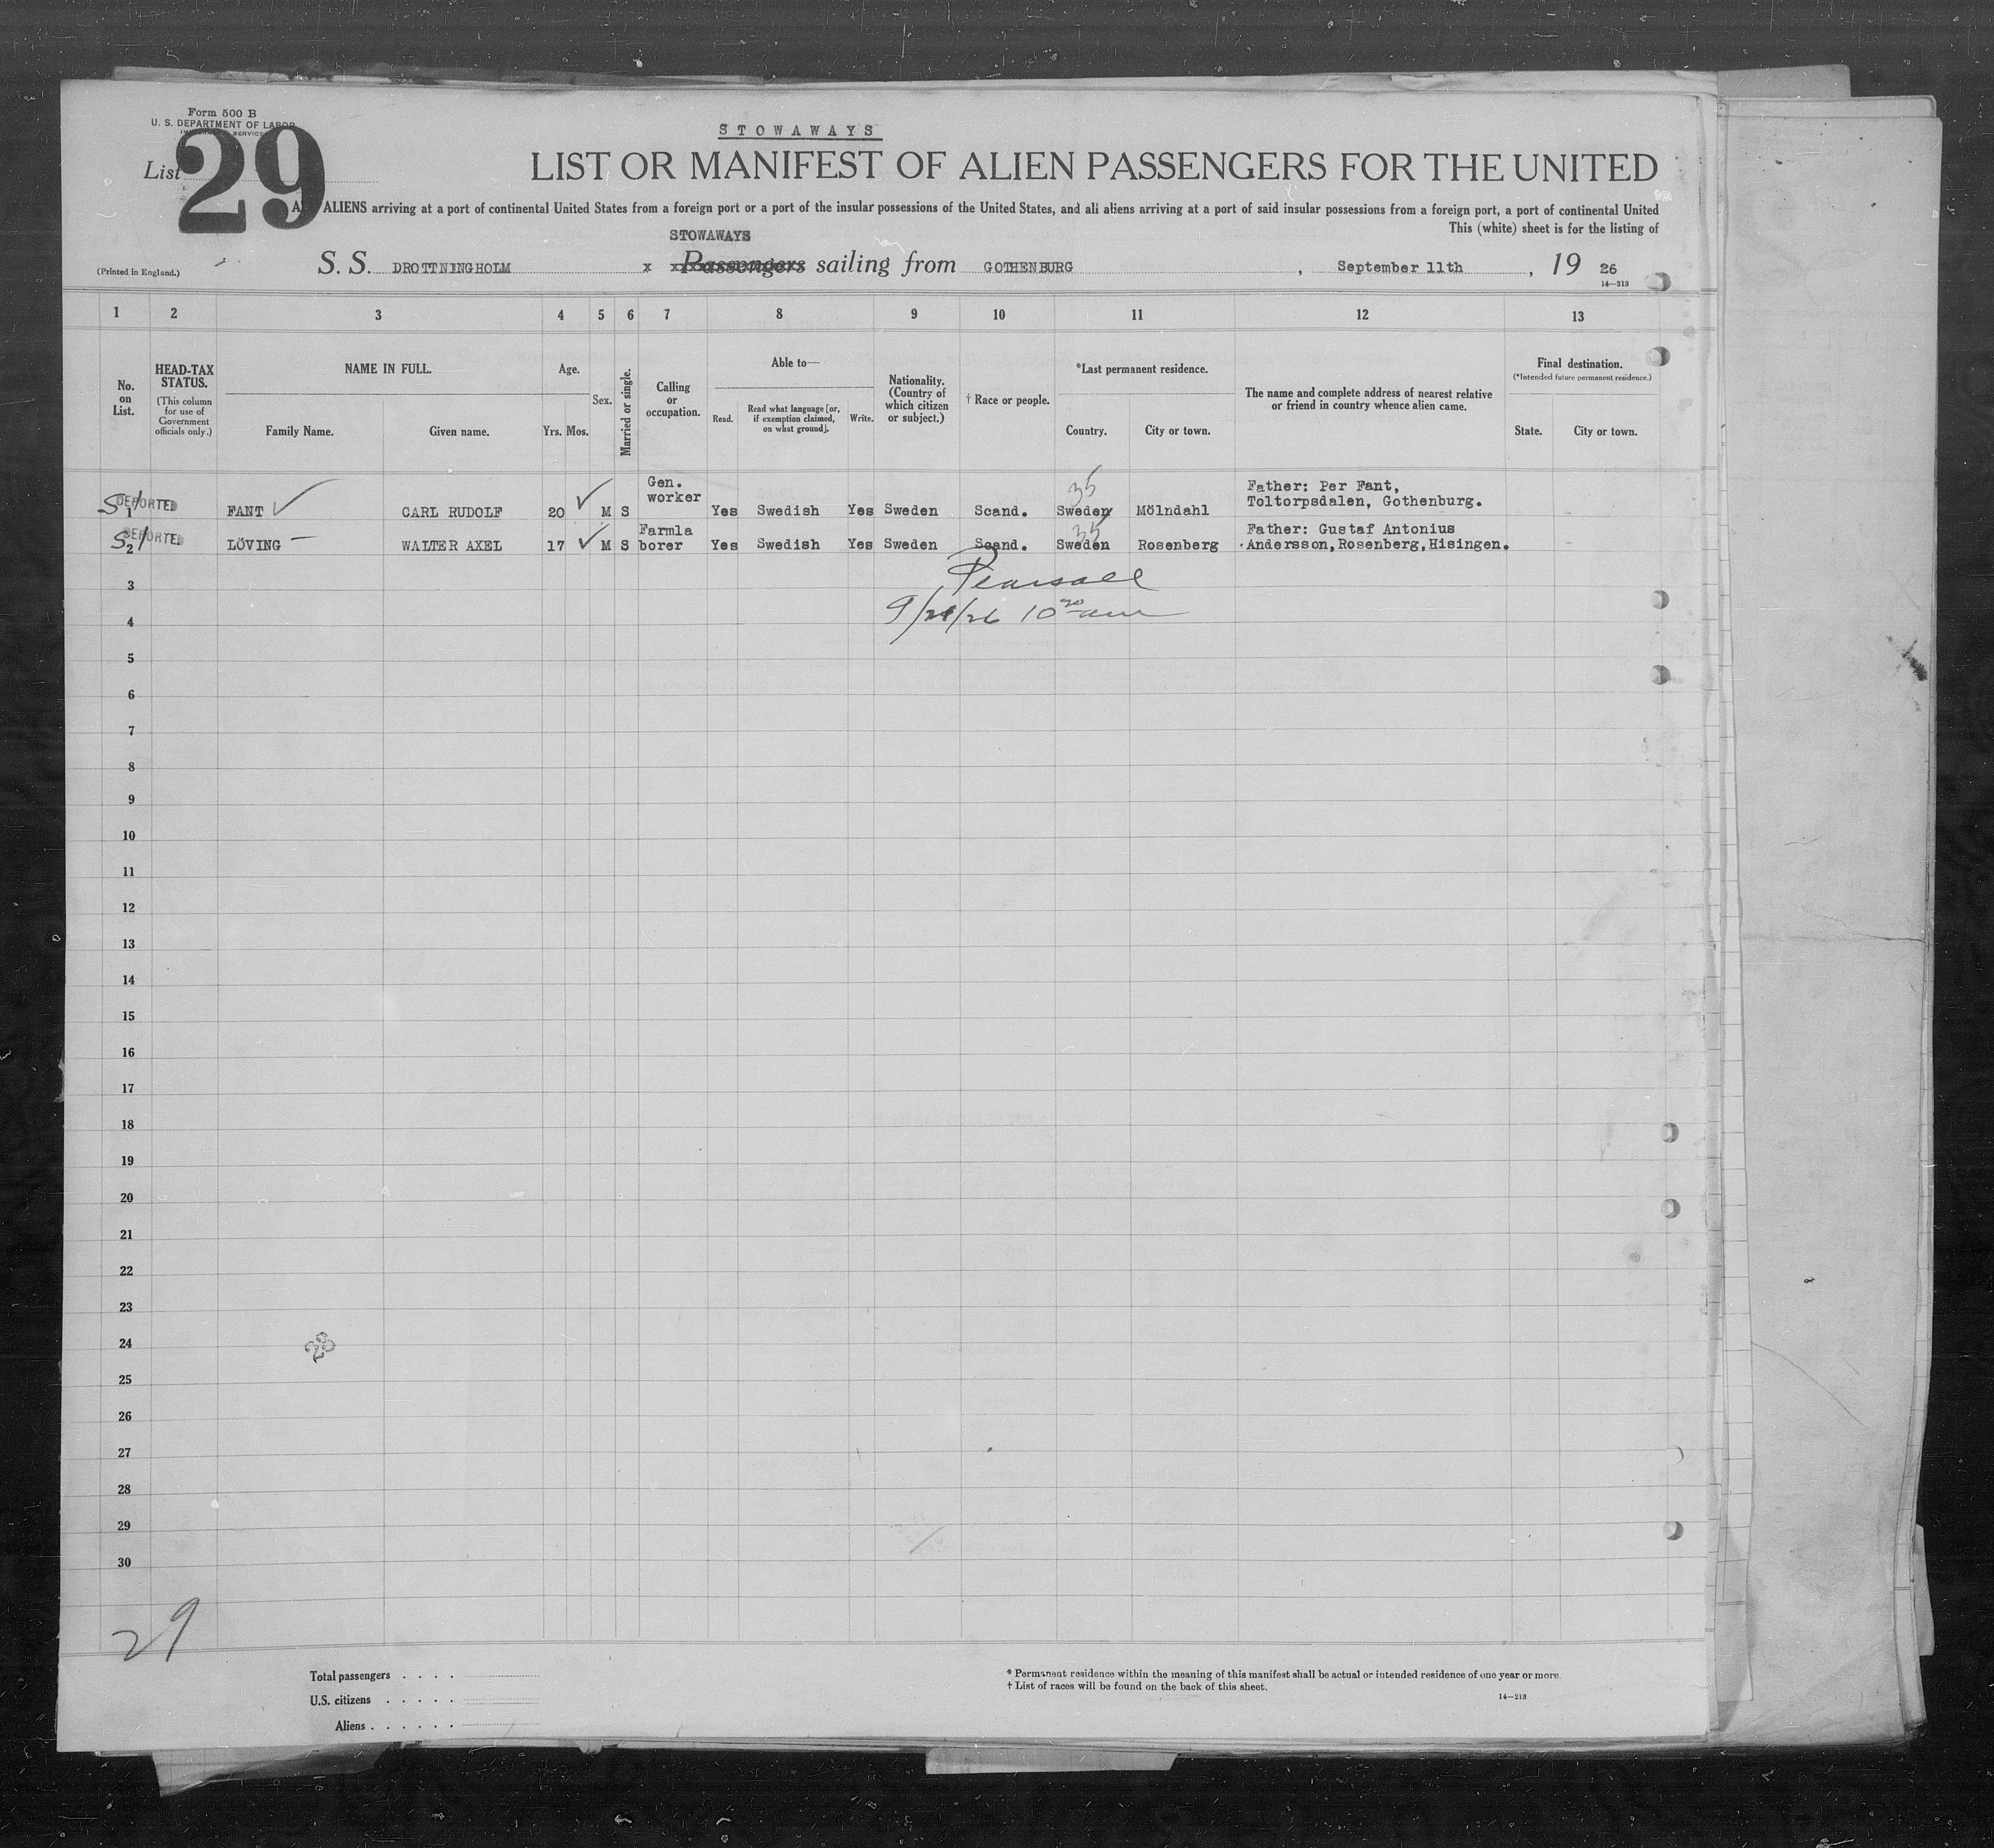 Form 500 B
U. S. DEPARTMENT OF LABOR
STOWAWAYS
List 29
LIST OR MANIFEST OF ALIEN PASSENGERS FOR THE UNITED
ALIENS arriving at a port of continental United States from a foreign port or a port of the insular possessions of the United States, and all aliens arriving at a port of said insular possessions from a foreign port, a port of continental United
This (white) sheet is for the listing of
STOWAWAYS
(Printed in England.)
S. S. DROTTNINGHOLM x Passengers sailing from GOTHENBURG, September 11th, 19 26
14—213
1 2 3 4 5 6 7 8 9 10 11 12 13
No. on List.
HEAD-TAX STATUS. (This column for use of Government officials only.)
NAME IN FULL.
Family Name. Given name.
Age.
Yrs. Mos.
Sex.
Married or single.
Calling or occupation.
Able to—
Read. Read what language [or, if exemption claimed, on what ground]. Write.
Nationality. (Country of which citizen or subject.)
† Race or people.
*Last permanent residence.
Country. City or town.
The name and complete address of nearest relative or friend in country whence alien came.
Final destination.
(*Intended future permanent residence.)
State. City or town.
S 1 DEPORTED FANT CARL RUDOLF 20 M S Gen. worker Yes Swedish Yes Sweden Scand. 35 Sweden Mölndahl Father: Per Fant, Toltorpsdalen, Gothenburg.
S 2 DEPORTED LÖVING WALTER AXEL 17 M S Farmla borer Yes Swedish Yes Sweden Scand. 35 Sweden Rosenberg Father: Gustaf Antonius Andersson,Rosenberg,Hisingen.
3 Pearsall
4 9/21/26 10
5
6
7
8
9
10
11
12
13
14
15
16
17
18
19
20
21
22
23
24
25
26
27
28
29
30
29
Total passengers . . . .
U.S. citizens . . . . .
Aliens . . . . . .
* Permanent residence within the meaning of this manifest shall be actual or intended residence of one year or more.
† List of races will be found on the back of this sheet.
14—213